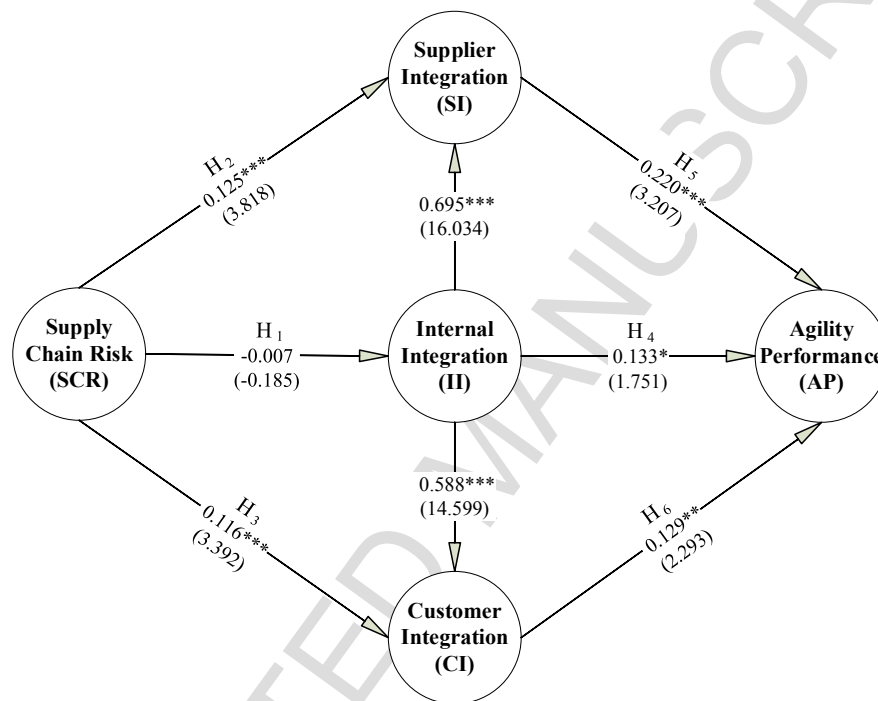 Supplier
Integration
(SI)
H2
0.125***
(3.818)
H5
0.220***
(3.207)
0.695***
(16.034)
Supply
Chain Risk
(SCR)
H1
-0.007
(-0.185)
Internal
Integration
(II)
H4
0.133*
(1.751)
Agility
Performance
(AP)
0.588***
(14.599)
H3
0.116***
(3.392)
H6
0.129**
(2.293)
Customer
Integration
(CI)
TED MANUSCR